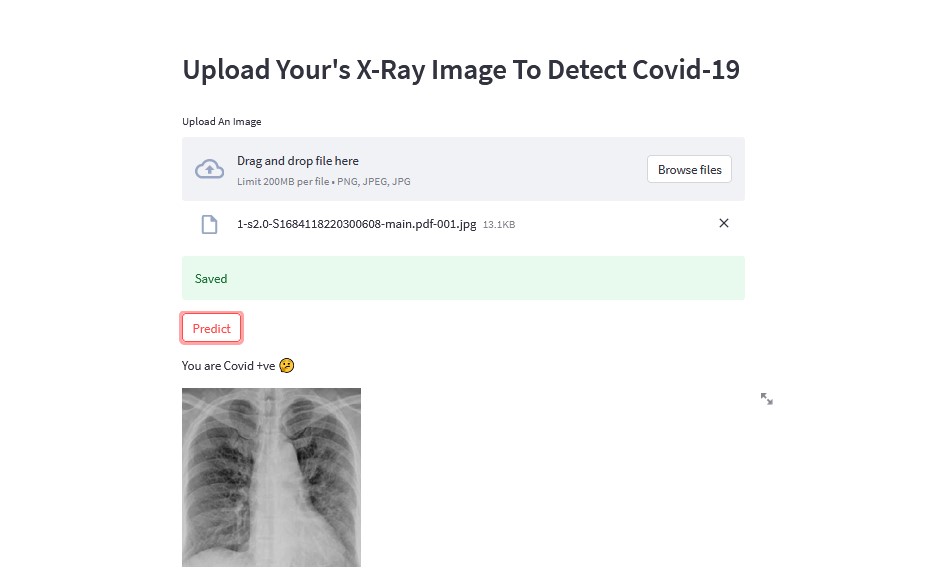 Upload Your's X-Ray Image To Detect Covid-19
Upload An Image
Drag and drop file here
Limit 200MB per file • PNG, JPEG, JPG
Browse files
1-s2.0-S1684118220300608-main.pdf-001.jpg 13.1KB
Saved
Predict
You are Covid +ve 🤔